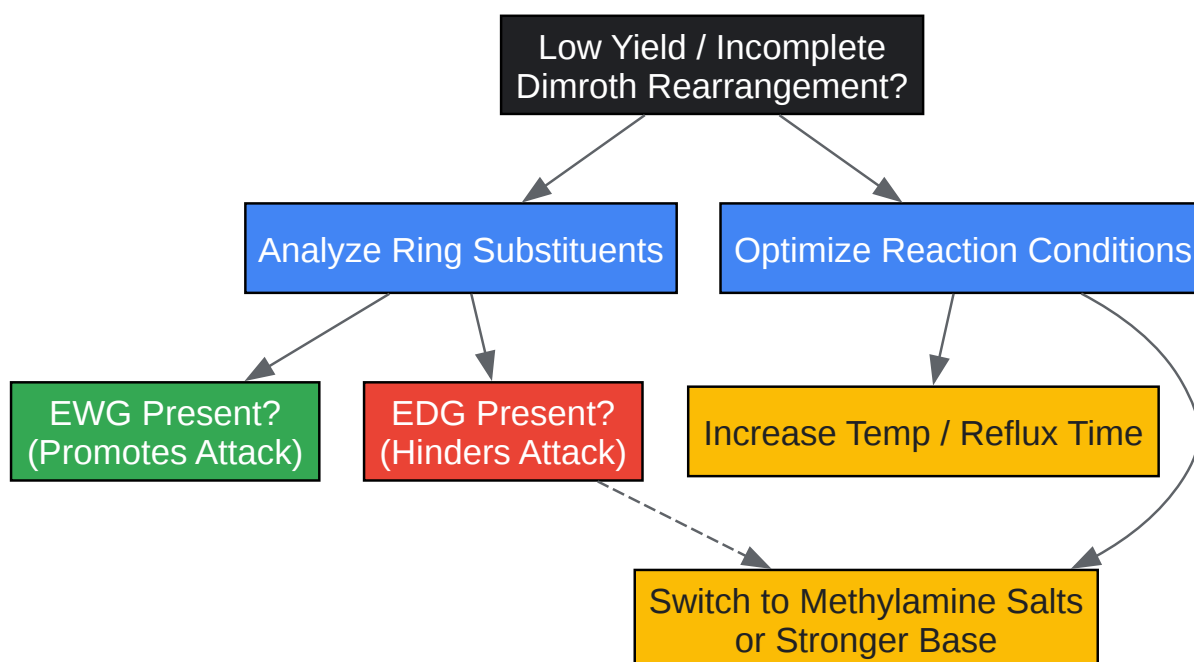 Low Yield / Incomplete
Dimroth Rearrangement?
Analyze Ring Substituents
Optimize Reaction Conditions
EWG Present?
(Promotes Attack)
EDG Present?
(Hinders Attack)
Increase Temp / Reflux Time
Switch to Methylamine Salts
or Stronger Base